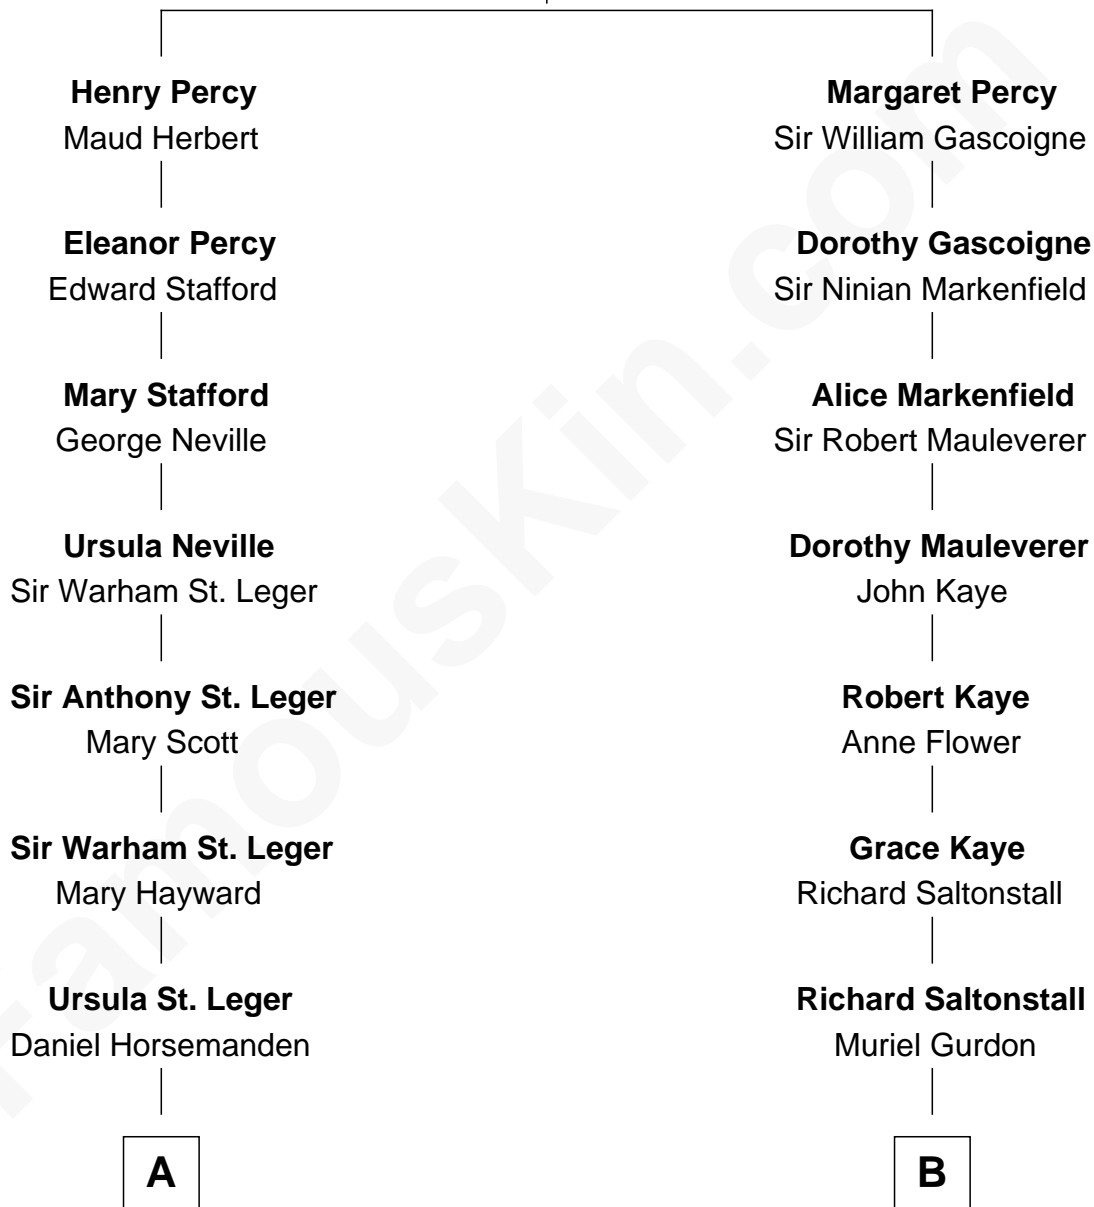 Henry Percy
Maud Herbert
Eleanor Percy
Edward Stafford
Mary Stafford
George Neville
Ursula Neville
Sir Warham St. Leger
Sir Anthony St. Leger
Mary Scott
Sir Warham St. Leger
Mary Hayward
Ursula St. Leger
Daniel Horsemanden
A
Margaret Percy
Sir William Gascoigne
Dorothy Gascoigne
Sir Ninian Markenfield
Alice Markenfield
Sir Robert Mauleverer
Dorothy Mauleverer
John Kaye
Robert Kaye
Anne Flower
Grace Kaye
Richard Saltonstall
Richard Saltonstall
Muriel Gurdon
B
FamousKin.com